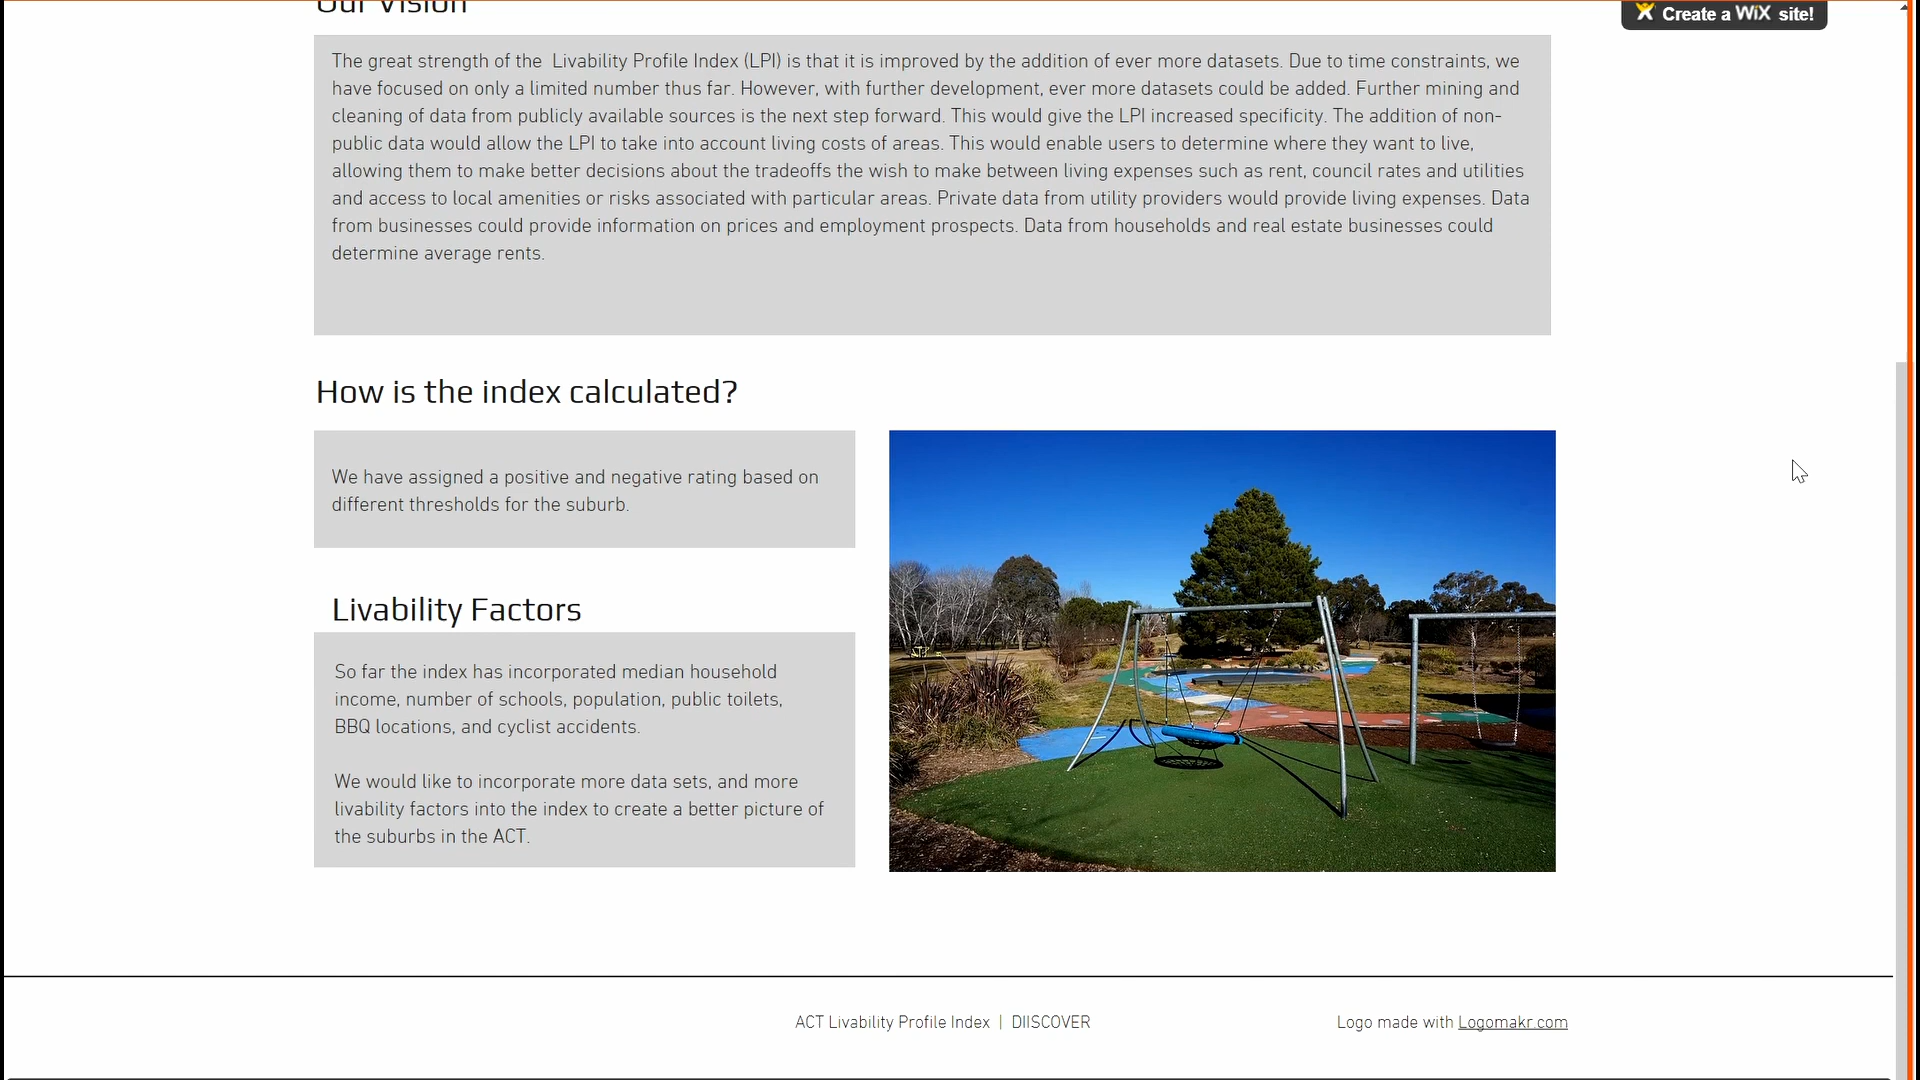 Our Vision
Create a WiX site!
The great strength of the Livability Profile Index (LPI) is that it is improved by the addition of ever more datasets. Due to time constraints, we
have focused on only a limited number thus far. However, with further development, ever more datasets could be added. Further mining and
cleaning of data from publicly available sources is the next step forward. This would give the LPI increased specificity. The addition of non-
public data would allow the LPI to take into account living costs of areas. This would enable users to determine where they want to live,
allowing them to make better decisions about the tradeoffs the wish to make between living expenses such as rent, council rates and utilities
and access to local amenities or risks associated with particular areas. Private data from utility providers would provide living expenses. Data
from businesses could provide information on prices and employment prospects. Data from households and real estate businesses could
determine average rents.
How is the index calculated?
We have assigned a positive and negative rating based on
different thresholds for the suburb.
Livability Factors
So far the index has incorporated median household
income, number of schools, population, public toilets,
BBQ locations, and cyclist accidents.
We would like to incorporate more data sets, and more
livability factors into the index to create a better picture of
the suburbs in the ACT.
ACT Livability Profile Index | DIISCOVER
Logo made with Logomakr.com